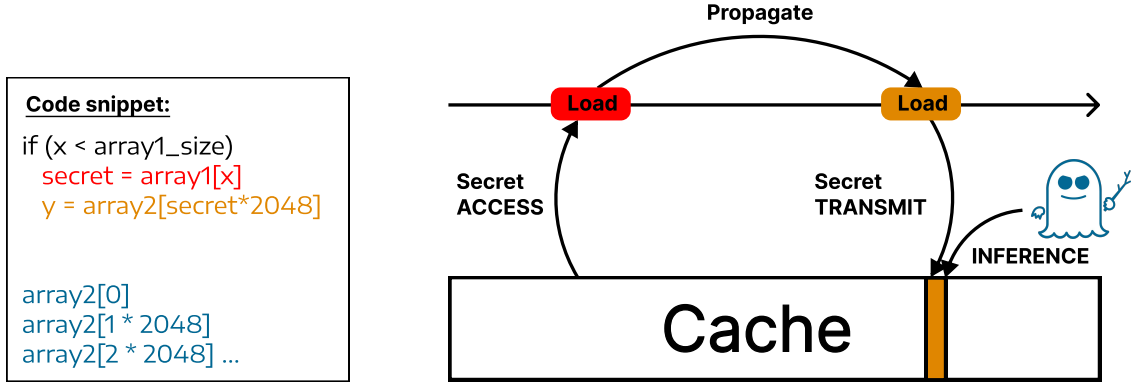 Code snippet:
if (x < array1_size)
secret = array1[x]
y = array2[secret*2048]
array2[0]
array2[1 * 2048]
array2[2 * 2048] ...
Propagate
Load
Load
Secret
ACCESS
Secret
TRANSMIT
INFERENCE
Cache